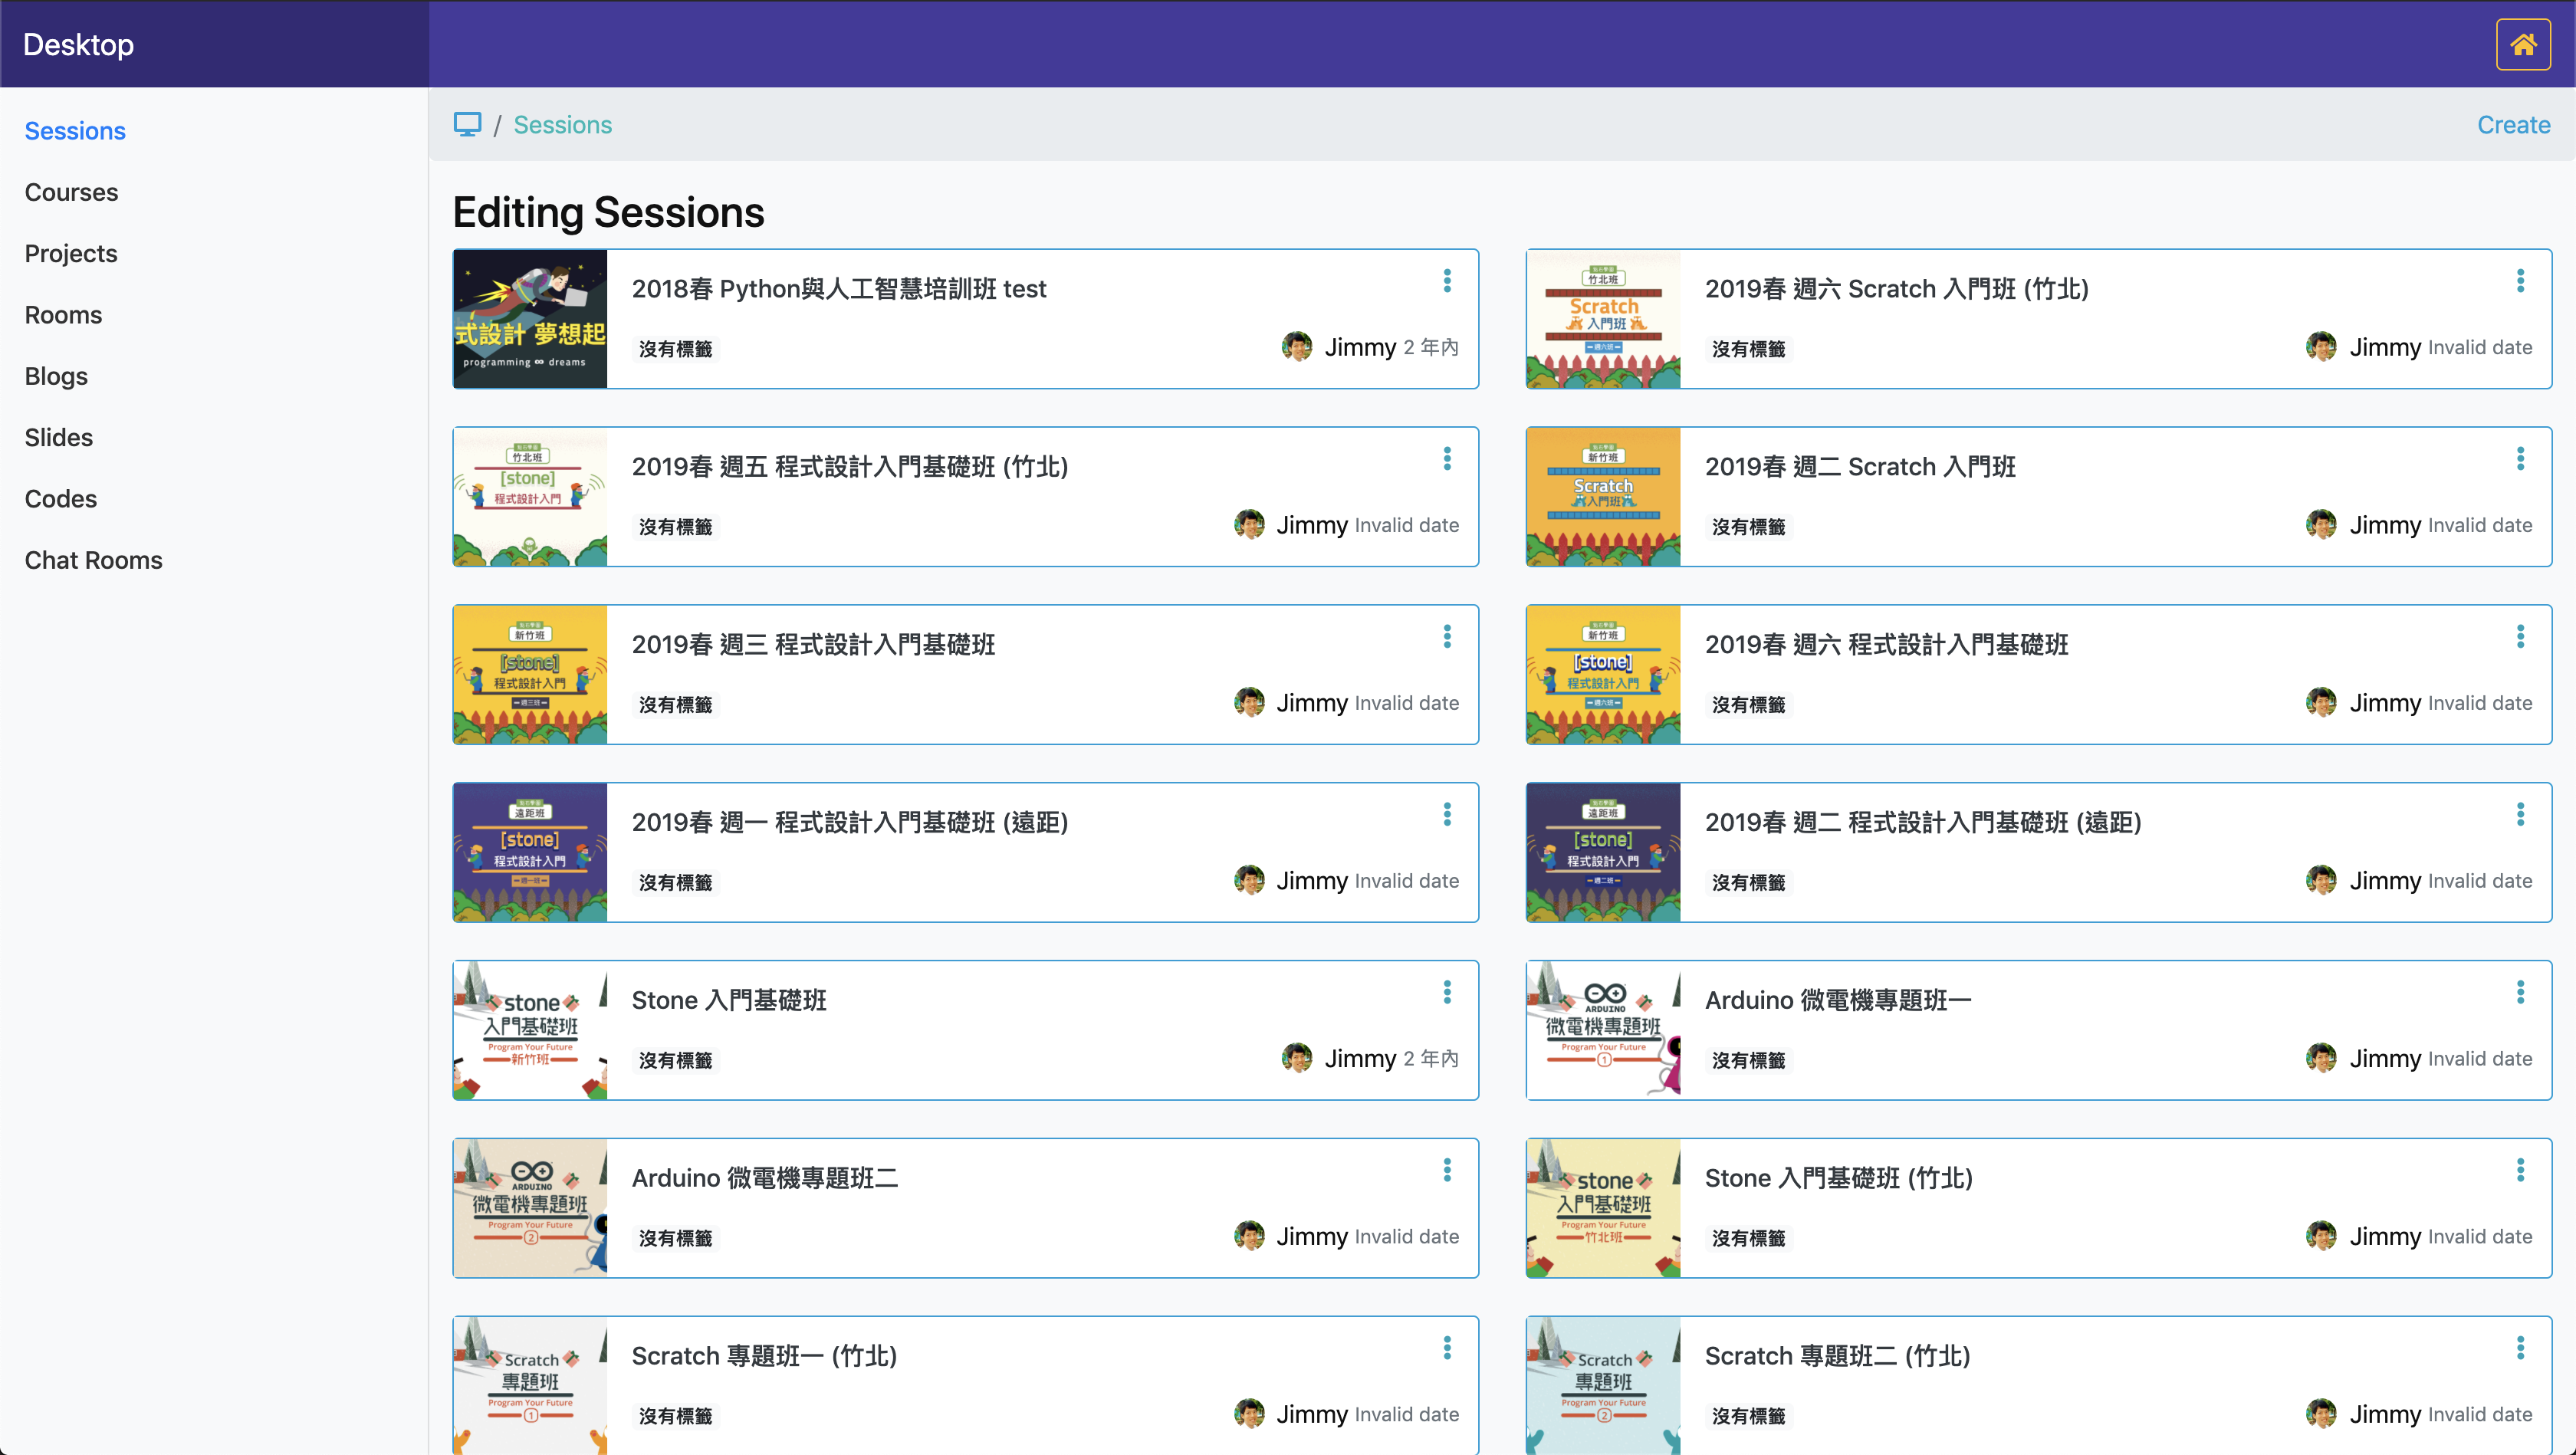 Desktop
Sessions
Courses
Projects
Rooms
Blogs
Slides
Codes
Chat Rooms
/ Sessions
Create
Editing Sessions
式設計 夢想起
programming ∞ dreams
2018春 Python與人工智慧培訓班 test
沒有標籤
Jimmy 2 年內
竹北班
Scratch
入門班
週六班
2019春 週六 Scratch 入門班 (竹北)
沒有標籤
Jimmy Invalid date
竹北班
[stone]
程式設計入門
2019春 週五 程式設計入門基礎班 (竹北)
沒有標籤
Jimmy Invalid date
新竹班
Scratch
入門班
2019春 週二 Scratch 入門班
沒有標籤
Jimmy Invalid date
新竹班
[stone]
程式設計入門
週三班
2019春 週三 程式設計入門基礎班
沒有標籤
Jimmy Invalid date
新竹班
[stone]
程式設計入門
週六班
2019春 週六 程式設計入門基礎班
沒有標籤
Jimmy Invalid date
遠距班
[stone]
程式設計入門
週一班
2019春 週一 程式設計入門基礎班 (遠距)
沒有標籤
Jimmy Invalid date
遠距班
[stone]
程式設計入門
週二班
2019春 週二 程式設計入門基礎班 (遠距)
沒有標籤
Jimmy Invalid date
stone
入門基礎班
Program Your Future
新竹班
Stone 入門基礎班
沒有標籤
Jimmy 2 年內
ARDUINO
微電機專題班
Program Your Future
1
Arduino 微電機專題班一
沒有標籤
Jimmy Invalid date
ARDUINO
微電機專題班
Program Your Future
2
Arduino 微電機專題班二
沒有標籤
Jimmy Invalid date
stone
入門基礎班
Program Your Future
竹北班
Stone 入門基礎班 (竹北)
沒有標籤
Jimmy Invalid date
Scratch
專題班
Program Your Future
1
Scratch 專題班一 (竹北)
沒有標籤
Jimmy Invalid date
Scratch
專題班
Program Your Future
2
Scratch 專題班二 (竹北)
沒有標籤
Jimmy Invalid date